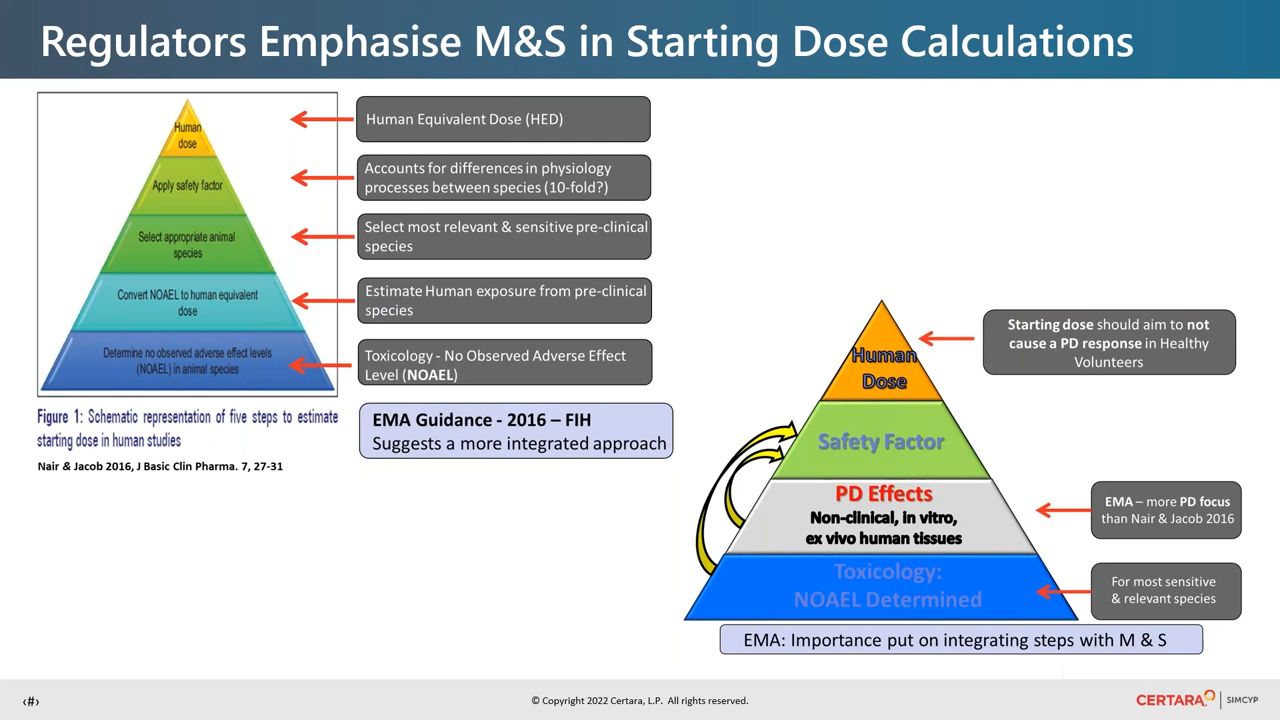 Regulators Emphasise M&S in Starting Dose Calculations
Human
dose
Apply safety factor
Select appropriate animal
species
Convert NOAEL to human equivalent
dose
Determine no observed adverse effect levels
(NOAEL) in animal species
Human Equivalent Dose (HED)
Accounts for differences in physiology
processes between species (10-fold?)
Select most relevant & sensitive pre-clinical
species
Estimate Human exposure from pre-clinical
species
Toxicology - No Observed Adverse Effect
Level (NOAEL)
Figure 1: Schematic representation of five steps to estimate
starting dose in human studies
Nair & Jacob 2016, J Basic Clin Pharma. 7, 27-31
EMA Guidance - 2016 – FIH
Suggests a more integrated approach
Human
Dose
Safety Factor
PD Effects
Non-clinical, in vitro,
ex vivo human tissues
Toxicology:
NOAEL Determined
Starting dose should aim to not
cause a PD response in Healthy
Volunteers
EMA – more PD focus
than Nair & Jacob 2016
For most sensitive
& relevant species
EMA: Importance put on integrating steps with M & S
‹#›
© Copyright 2022 Certara, L.P. All rights reserved.
CERTARA
SIMCYP